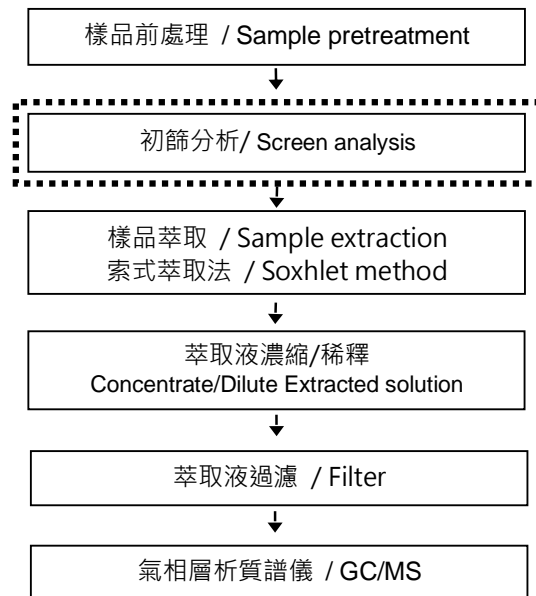 樣品前處理 / Sample pretreatment
初篩分析/ Screen analysis
樣品萃取 / Sample extraction
索式萃取法 / Soxhlet method
萃取液濃縮/稀釋
Concentrate/Dilute Extracted solution
萃取液過濾 / Filter
氣相層析質譜儀 / GC/MS